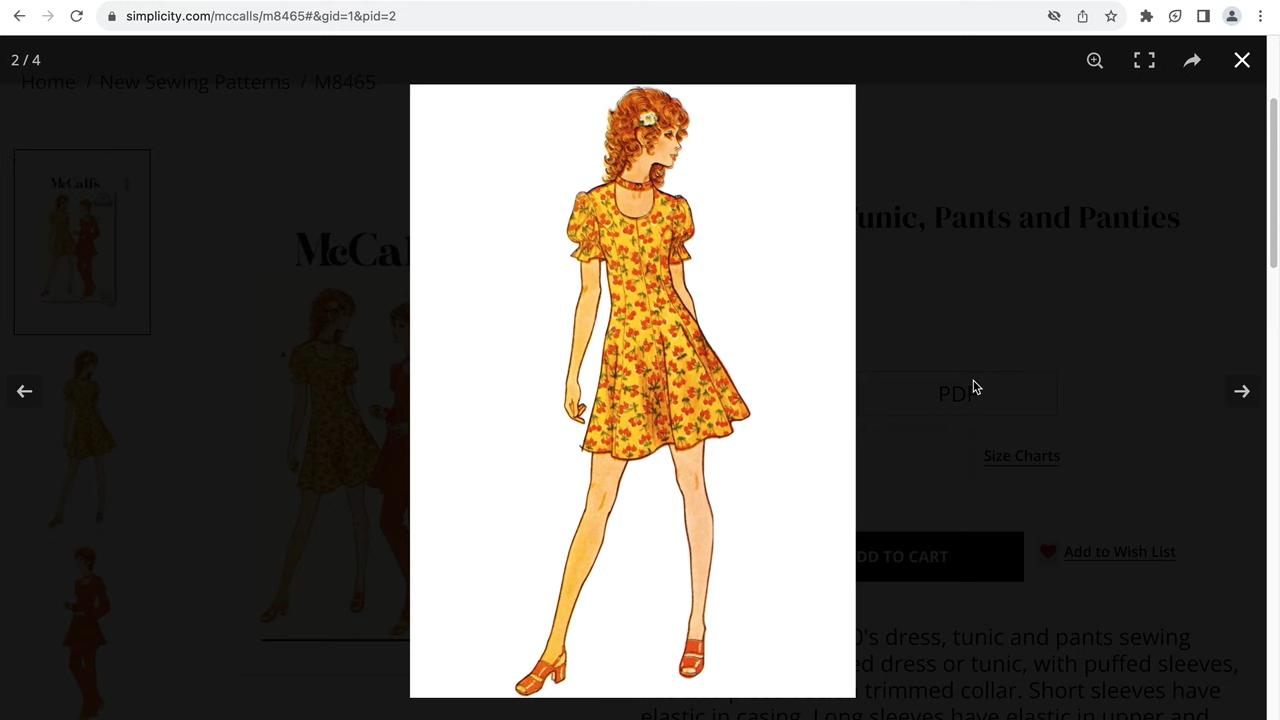 simplicity.com/mccalls/m8465#&gid=1&pid=2
2 / 4
Home / New Sewing Patterns / M8465
McCall's
unic, Pants and Panties
McCal
PDF
Size Charts
DD TO CART
Add to Wish List
0's dress, tunic and pants sewing
ed dress or tunic, with puffed sleeves,
trimmed collar. Short sleeves have
elastic in casing. Long sleeves have elastic in upper and